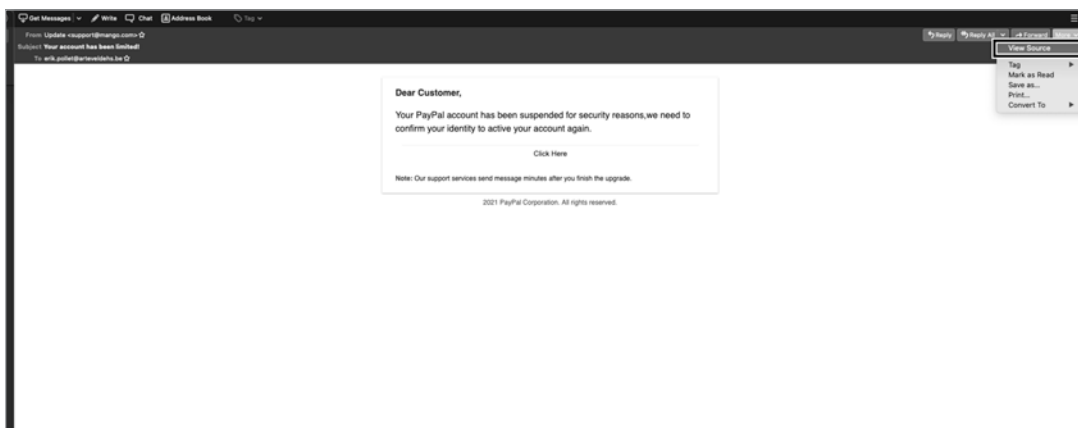 Get Messages Write Chat Address Book Tag
From Update <support@mango.com> Reply Reply All Forward More
Subject Your account has been limited!
To erik.pollet@arteveldehs.be
View Source
Tag
Mark as Read
Save as...
Print...
Convert To
Dear Customer,
Your PayPal account has been suspended for security reasons,we need to
confirm your identity to active your account again.
Click Here
Note: Our support services send message minutes after you finish the upgrade.
2021 PayPal Corporation. All rights reserved.